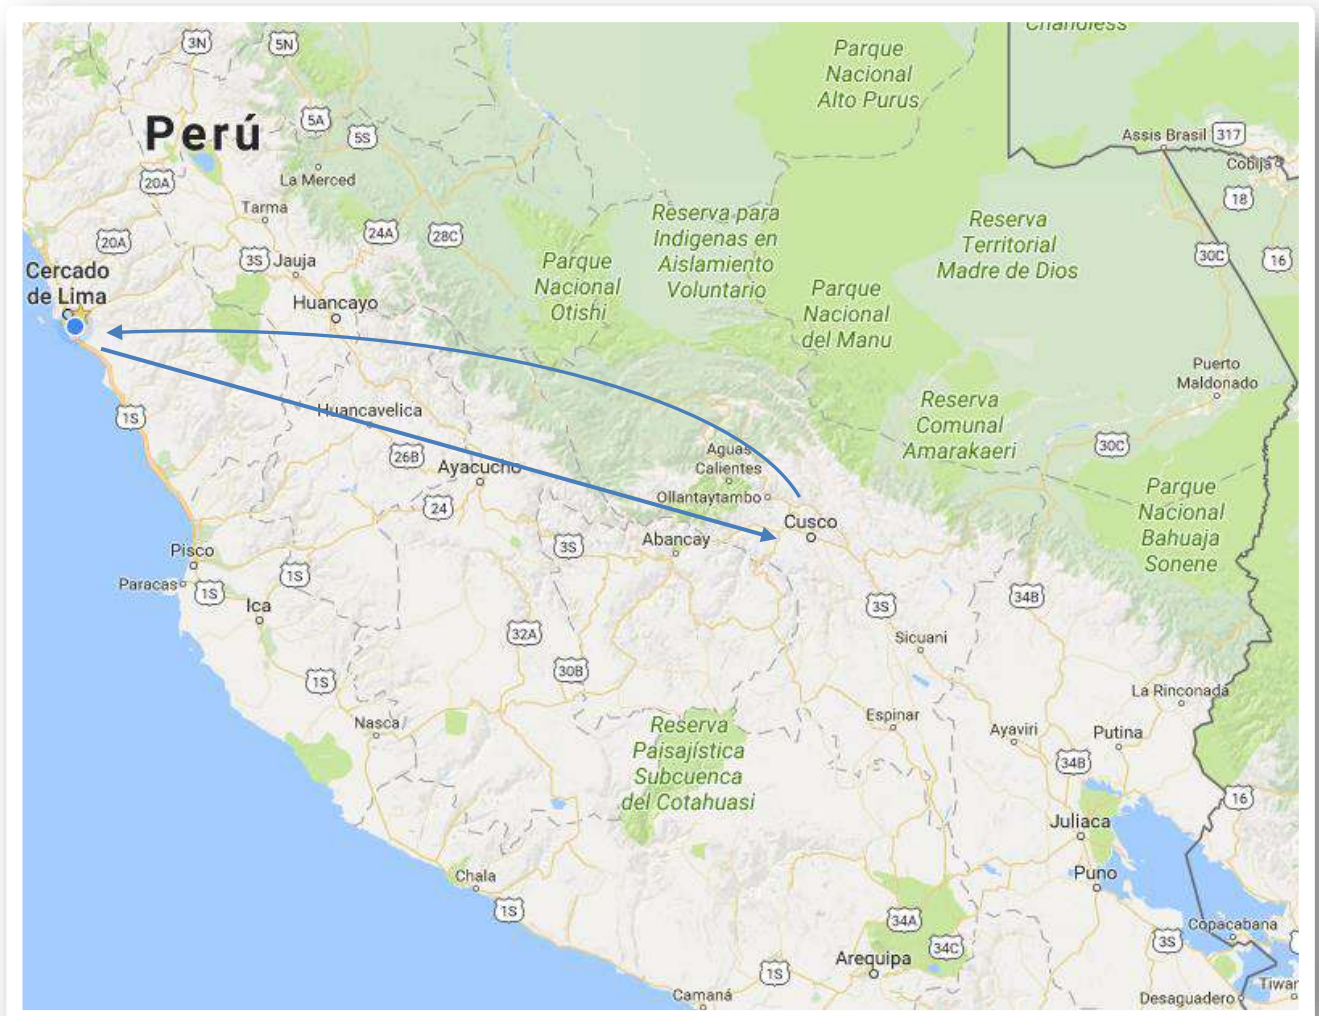 Chandless
Parque
Nacional
Alto Purus
3N
5N
5A
5S
Perú
Assis Brasil
317
Cobija
La Merced
20A
18
Tarma
Reserva para
Indigenas en
Aislamiento
Voluntario
Reserva
Territorial
Madre de Dios
24A
28C
20A
3S
Jauja
30C
16
Cercado
de Lima
Parque
Nacional
Otishi
Huancayo
Parque
Nacional
del Manu
Puerto
Maldonado
1S
Huancavelica
Reserva
Comunal
Amarakaeri
30C
26B
Ayacucho
Aguas
Calientes
Ollantaytambo
24
Parque
Nacional
Bahuaja
Sonene
Cusco
Pisco
3S
Abancay
Paracas
1S
1S
Ica
3S
34B
32A
Sicuani
30B
1S
La Rinconada
Nasca
Reserva
Paisajística
Subcuenca
del Cotahuasi
Espinar
Ayaviri
Putina
34B
16
Juliaca
Chala
Puno
1S
34A
34C
Copacabana
3S
Arequipa
1S
Camaná
Desaguadero
Tiwar